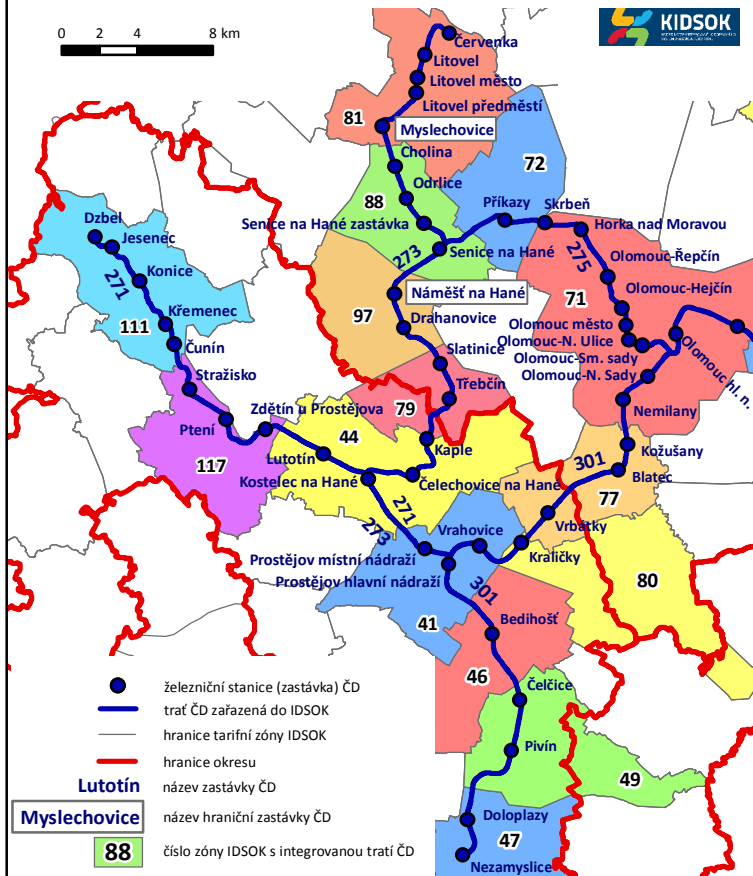 KIDSOK
0 4 8 km
Červenka
Litovel
Litovel město
Litovel předměstí
81
Myslechovice
72
Cholina
Odrlice
88
Dzbel
Senice na Hané zastávka
Příkazy
Skrbeň
Horka nad Moravou
Jesenec
275
Senice na Hané
273
Olomouc-Řepčín
Konice
271
71
Olomouc-Hejčín
Náměšť na Hané
97
111
Křemenec
Drahanovice
Olomouc město
Olomouc-N. Ulice
Čunín
Slatinice
Olomouc-Sm. sady
Olomouc hl. n.
Olomouc-N. Sady
Stražisko
79
Třebčín
Nemilany
Zdětín u Prostějova
Ptení
44
Kaple
Kožušany
117
Lutotín
301
Blatec
Kostelec na Hané
Čelechovice na Hané
77
271
273
Vrahovice
Vrbátky
Kraličky
Prostějov místní nádraží
Prostějov hlavní nádraží
80
301
41
Bedihošť
46
Čelčice
Pivín
49
Doloplazy
47
Nezamyslice
železniční stanice (zastávka) ČD
trať ČD zařazená do IDSOK
hranice tarifní zóny IDSOK
hranice okresu
Lutotín název zastávky ČD
Myslechovice název hraniční zastávky ČD
88 číslo zóny IDSOK s integrovanou tratí ČD